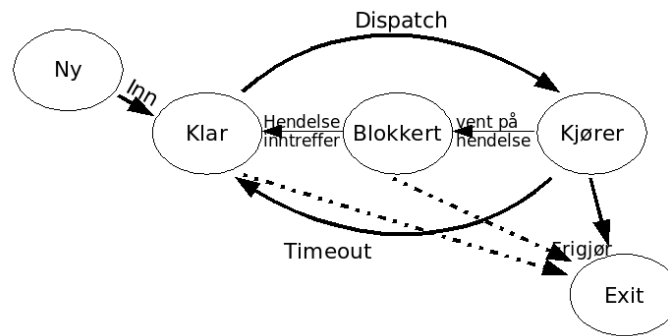 Dispatch
Ny
Inn
Klar
Hendelse
inntreffer
Blokkert
vent på
hendelse
Kjører
Timeout
Frigjør
Exit